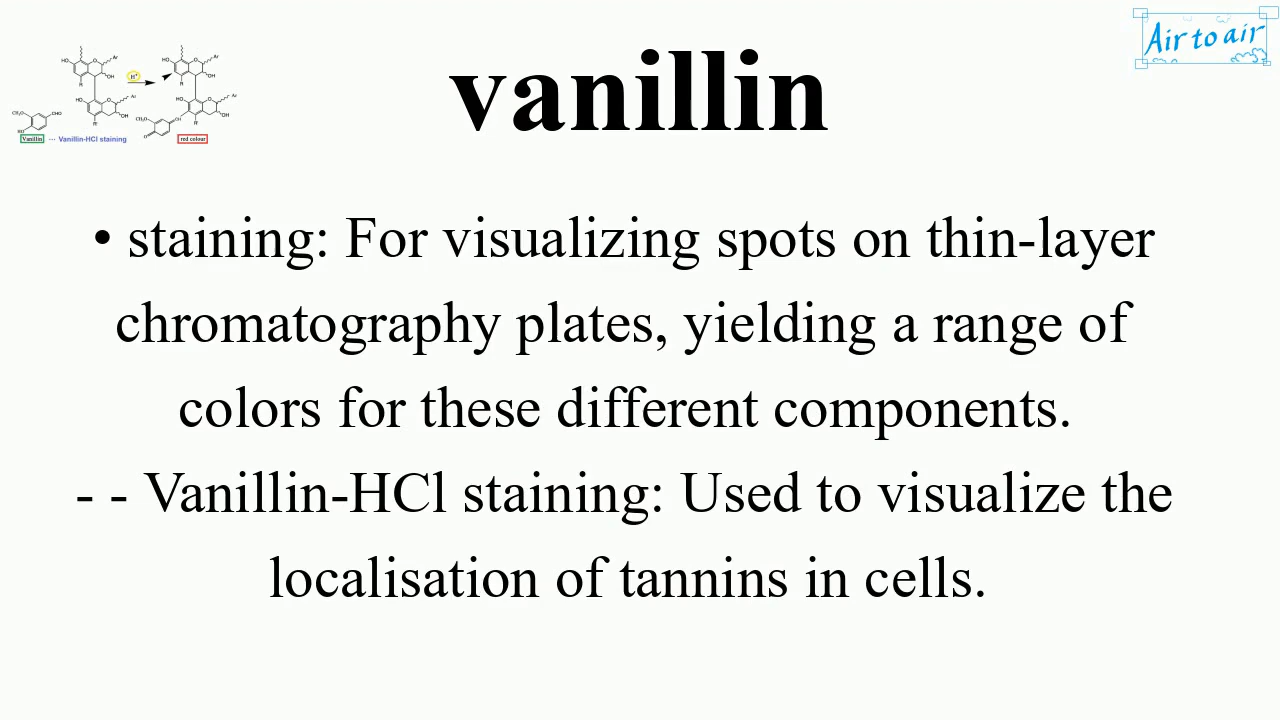 Air to air
vanillin
Vanillin ··· Vanillin-HCl staining
red colour
• staining: For visualizing spots on thin-layer
chromatography plates, yielding a range of
colors for these different components.
- - Vanillin-HCl staining: Used to visualize the
localisation of tannins in cells.